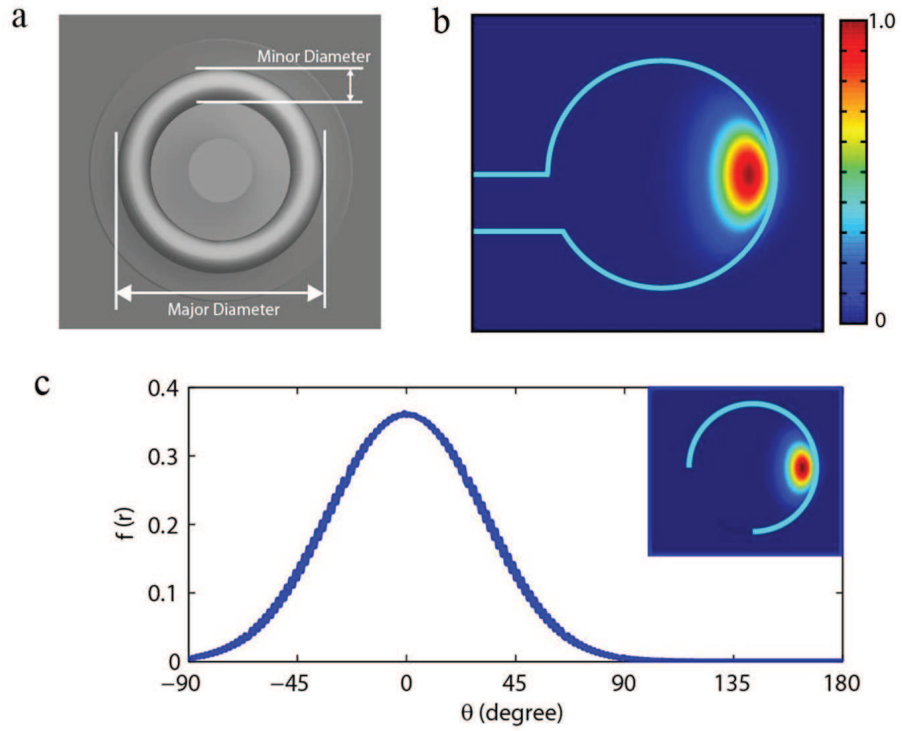 a
Minor Diameter
Major Diameter
b
1.0
0
c
f (r)
0.4
0.3
0.2
0.1
0
−90
−45
0
45
90
135
180
θ (degree)